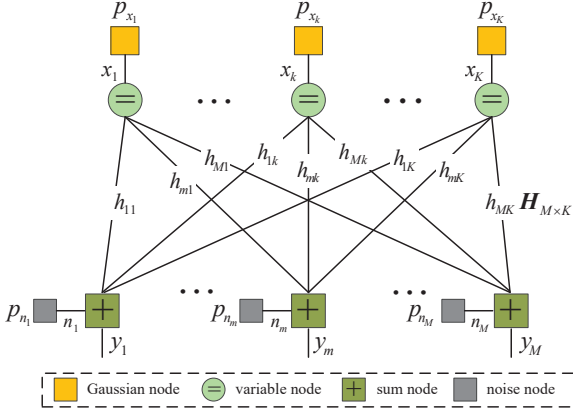 p_{x_1} p_{x_k} p_{x_K}
x_1 x_k x_K
= ... = ... =
h_{M1} h_{1k} h_{Mk} h_{1K}
h_{m1} h_{mk} h_{mK}
h_{11} h_{MK} H_{M×K}
... ...
p_{n_1} n_1 + p_{n_m} n_m + p_{n_M} n_M +
y_1 y_m y_M
Gaussian node = variable node + sum node noise node